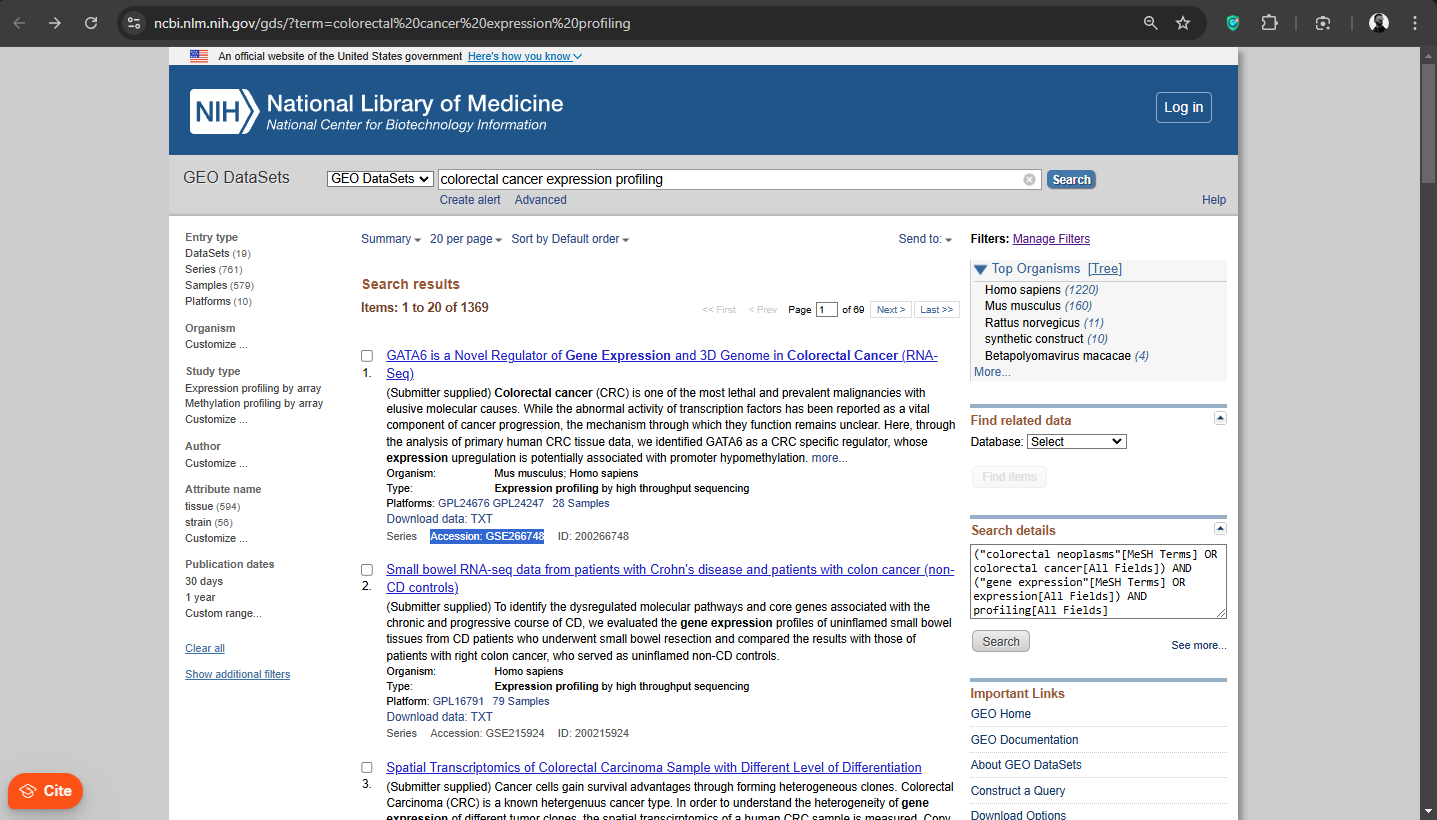 ncbi.nlm.nih.gov/gds/?term=colorectal%20cancer%20expression%20profiling
An official website of the United States government Here's how you know
NIH National Library of Medicine
National Center for Biotechnology Information
Log in
GEO DataSets
GEO DataSets
colorectal cancer expression profiling
Search
Create alert Advanced
Help
Entry type
DataSets (19)
Series (761)
Samples (579)
Platforms (10)
Organism
Customize ...
Study type
Expression profiling by array
Methylation profiling by array
Customize ...
Author
Customize ...
Attribute name
tissue (594)
strain (56)
Customize ...
Publication dates
30 days
1 year
Custom range...
Clear all
Show additional filters
Summary 20 per page Sort by Default order
Send to:
Search results
Items: 1 to 20 of 1369
<< First < Prev Page 1 of 69 Next > Last >>
GATA6 is a Novel Regulator of Gene Expression and 3D Genome in Colorectal Cancer (RNA-
1. Seq)
(Submitter supplied) Colorectal cancer (CRC) is one of the most lethal and prevalent malignancies with
elusive molecular causes. While the abnormal activity of transcription factors has been reported as a vital
component of cancer progression, the mechanism through which they function remains unclear. Here, through
the analysis of primary human CRC tissue data, we identified GATA6 as a CRC specific regulator, whose
expression upregulation is potentially associated with promoter hypomethylation. more...
Organism: Mus musculus; Homo sapiens
Type: Expression profiling by high throughput sequencing
Platforms: GPL24676 GPL24247 28 Samples
Download data: TXT
Series Accession: GSE266748 ID: 200266748
Small bowel RNA-seq data from patients with Crohn's disease and patients with colon cancer (non-
2. CD controls)
(Submitter supplied) To identify the dysregulated molecular pathways and core genes associated with the
chronic and progressive course of CD, we evaluated the gene expression profiles of uninflamed small bowel
tissues from CD patients who underwent small bowel resection and compared the results with those of
patients with right colon cancer, who served as uninflamed non-CD controls.
Organism: Homo sapiens
Type: Expression profiling by high throughput sequencing
Platform: GPL16791 79 Samples
Download data: TXT
Series Accession: GSE215924 ID: 200215924
Spatial Transcriptomics of Colorectal Carcinoma Sample with Different Level of Differentiation
3. (Submitter supplied) Cancer cells gain survival advantages through forming heterogeneous clones. Colorectal
Carcinoma (CRC) is a known hetergenuus cancer type. In order to understand the heterogeneity of gene
expression of different tumor clones, the spatial transcirptomics of a human CRC sample is measured. Copy
Filters: Manage Filters
Top Organisms [Tree]
Homo sapiens (1220)
Mus musculus (160)
Rattus norvegicus (11)
synthetic construct (10)
Betapolyomavirus macacae (4)
More...
Find related data
Database: Select
Find items
Search details
("colorectal neoplasms"[MeSH Terms] OR
colorectal cancer[All Fields]) AND
("gene expression"[MeSH Terms] OR
expression[All Fields]) AND
profiling[All Fields]
Search
See more...
Important Links
GEO Home
GEO Documentation
About GEO DataSets
Construct a Query
Download Options
Cite